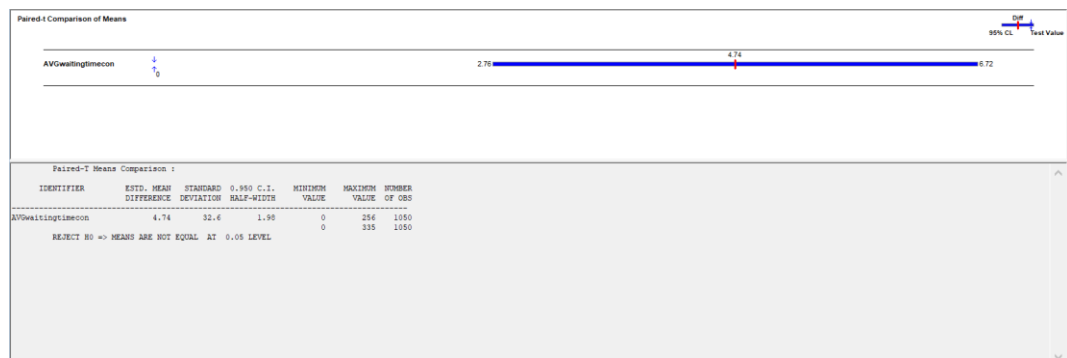 Paired-t Comparison of Means
Diff
95% CL Test Value
AVGwaitingtimecon 0 2.76 4.74 6.72
Paired-T Means Comparison :
IDENTIFIER ESTD. MEAN STANDARD 0.950 C.I. MINIMUM MAXIMUM NUMBER
DIFFERENCE DEVIATION HALF-WIDTH VALUE VALUE OF OBS
AVGwaitingtimecon 4.74 32.6 1.98 0 256 1050
0 335 1050
REJECT H0 => MEANS ARE NOT EQUAL AT 0.05 LEVEL